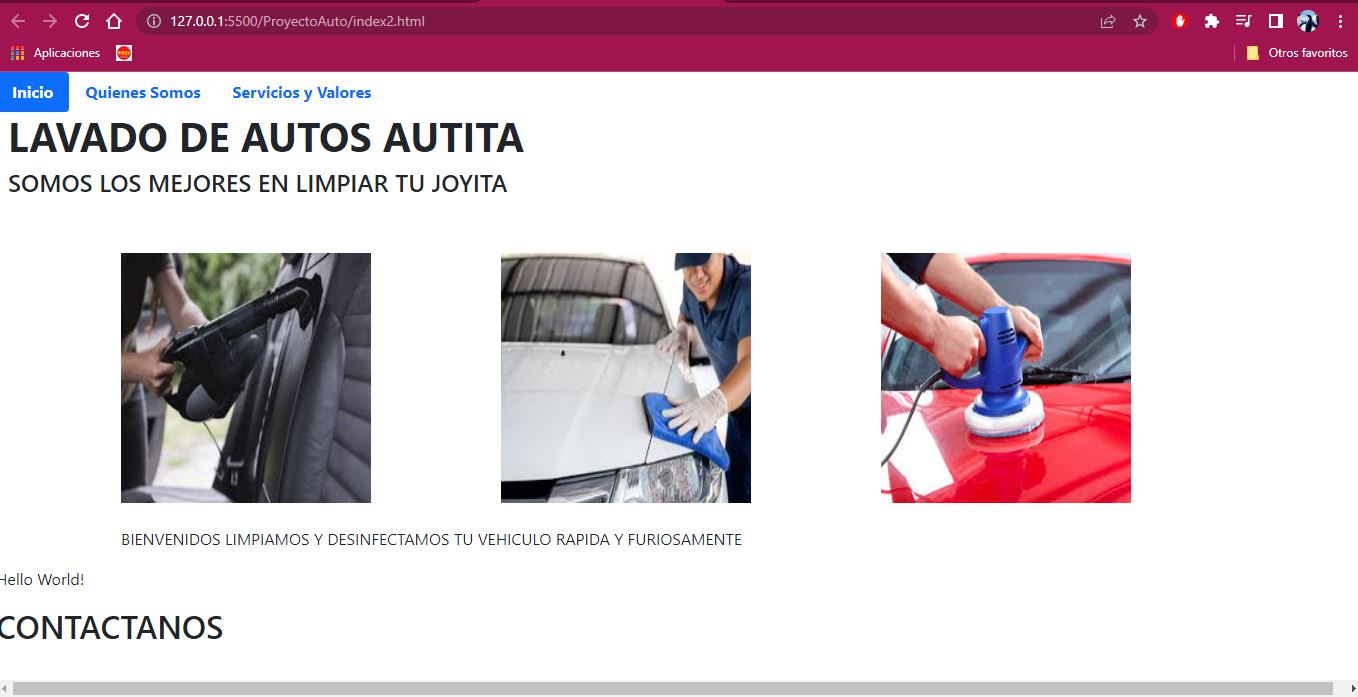 127.0.0.1:5500/ProyectoAuto/index2.html
Aplicaciones
Otros favoritos
Inicio Quienes Somos Servicios y Valores
LAVADO DE AUTOS AUTITA
SOMOS LOS MEJORES EN LIMPIAR TU JOYITA
BIENVENIDOS LIMPIAMOS Y DESINFECTAMOS TU VEHICULO RAPIDA Y FURIOSAMENTE
Hello World!
CONTACTANOS